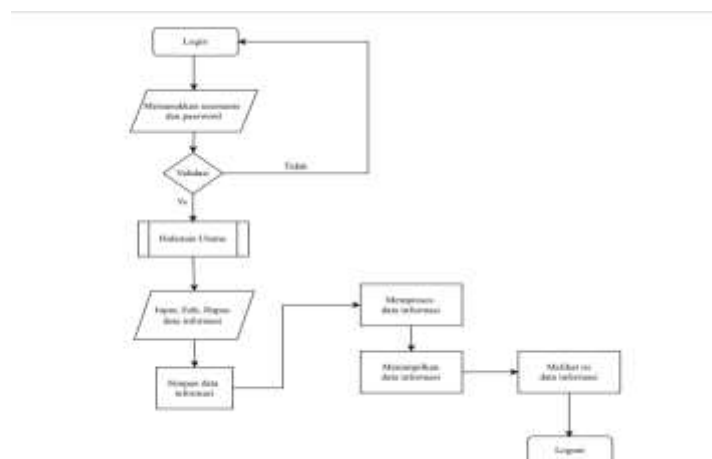 Login
Memasukkan username
dan password
Validasi
Tidak
Ya
Halaman Utama
Input, Edit, Hapus
data informasi
Simpan data
informasi
Memproses
data informasi
Menampilkan
data informasi
Melihat isi
data informasi
Logout